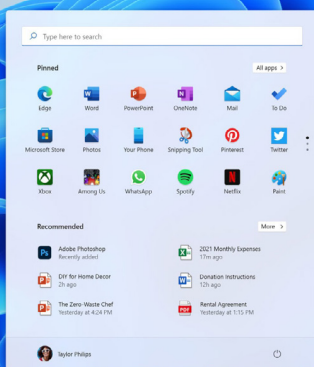 Type here to search
Pinned
All apps >
Edge
Word
PowerPoint
OneNote
Mail
To Do
Microsoft Store
Photos
Your Phone
Snipping Tool
Pinterest
Twitter
Xbox
Among Us
WhatsApp
Spotify
Netflix
Paint
Recommended
More >
Adobe Photoshop
Recently added
2021 Monthly Expenses
17m ago
DIY for Home Decor
2h ago
Donation Instructions
12h ago
The Zero-Waste Chef
Yesterday at 4:24 PM
Rental Agreement
Yesterday at 1:15 PM
Taylor Philips